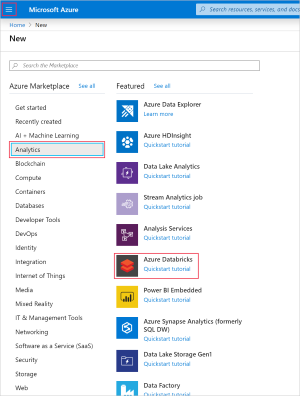 Microsoft Azure
Search resources, services, and doc
Home > New
New
Search the Marketplace
Azure Marketplace See all
Get started
Recently created
AI + Machine Learning
Analytics
Blockchain
Compute
Containers
Databases
Developer Tools
DevOps
Identity
Integration
Internet of Things
Media
Mixed Reality
IT & Management Tools
Networking
Software as a Service (SaaS)
Security
Storage
Web
Featured See all
Azure Data Explorer
Learn more
Azure HDInsight
Quickstart tutorial
Data Lake Analytics
Quickstart tutorial
Stream Analytics job
Quickstart tutorial
Analysis Services
Quickstart tutorial
Azure Databricks
Quickstart tutorial
Power BI Embedded
Quickstart tutorial
Azure Synapse Analytics (formerly
SQL DW)
Quickstart tutorial
Data Lake Storage Gen1
Quickstart tutorial
Data Factory
Quickstart tutorial